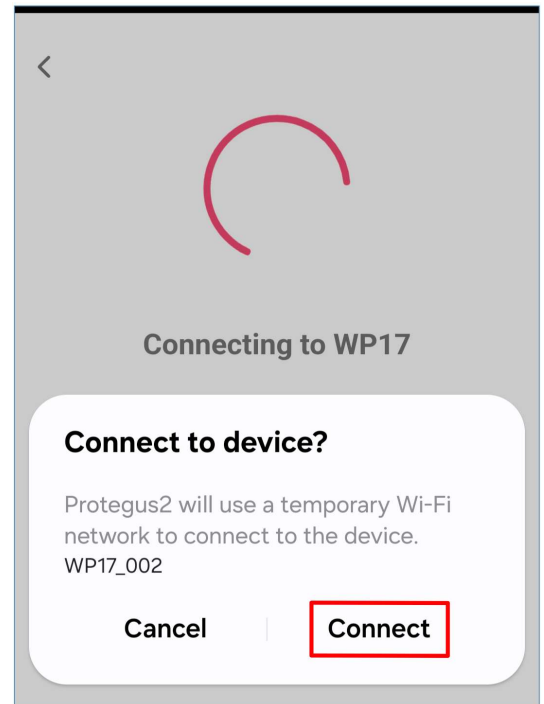 Connecting to WP17
Connect to device?
Protegus2 will use a temporary Wi-Fi
network to connect to the device.
WP17_002
Cancel
Connect